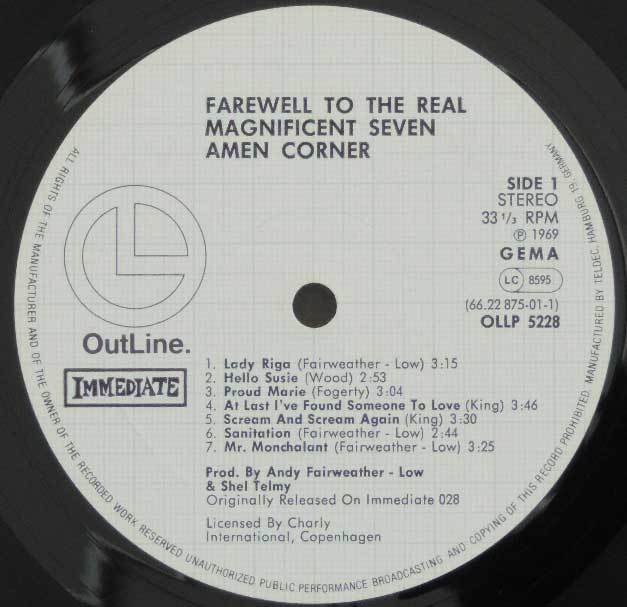 FAREWELL TO THE REAL
MAGNIFICENT SEVEN
AMEN CORNER
SIDE 1
STEREO
33 1/3 RPM
℗ 1969
GEMA
LC 8595
(66.22 875-01-1)
OLLP 5228
OutLine.
IMMEDIATE
1. Lady Riga (Fairweather - Low) 3:15
2. Hello Susie (Wood) 2:53
3. Proud Marie (Fogerty) 3:04
4. At Last I've Found Someone To Love (King) 3:46
5. Scream And Scream Again (King) 3:30
6. Sanitation (Fairweather - Low) 2:44
7. Mr. Monchalant (Fairweather - Low) 3:25
Prod. By Andy Fairweather - Low
& Shel Telmy
Originally Released On Immediate 028
Licensed By Charly
International, Copenhagen
ALL RIGHTS OF THE MANUFACTURER AND OF THE OWNER OF THE RECORDED WORK RESERVED UNAUTHORIZED PUBLIC PERFORMANCE BROADCASTING AND COPYING OF THIS RECORD PROHIBITED. MANUFACTURED BY TELDEC, HAMBURG 19, GERMANY